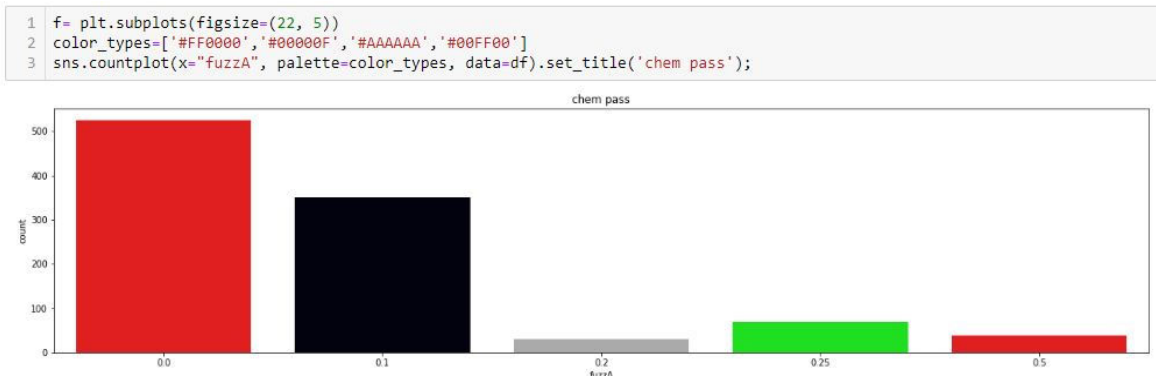 1 f= plt.subplots(figsize=(22, 5))
2 color_types=['#FF0000','#00000F','#AAAAAA','#00FF00']
3 sns.countplot(x="fuzzA", palette=color_types, data=df).set_title('chem pass');
chem pass
500
400
300
200
100
0
count
0.0 0.1 0.2 0.25 0.5
fuzzA